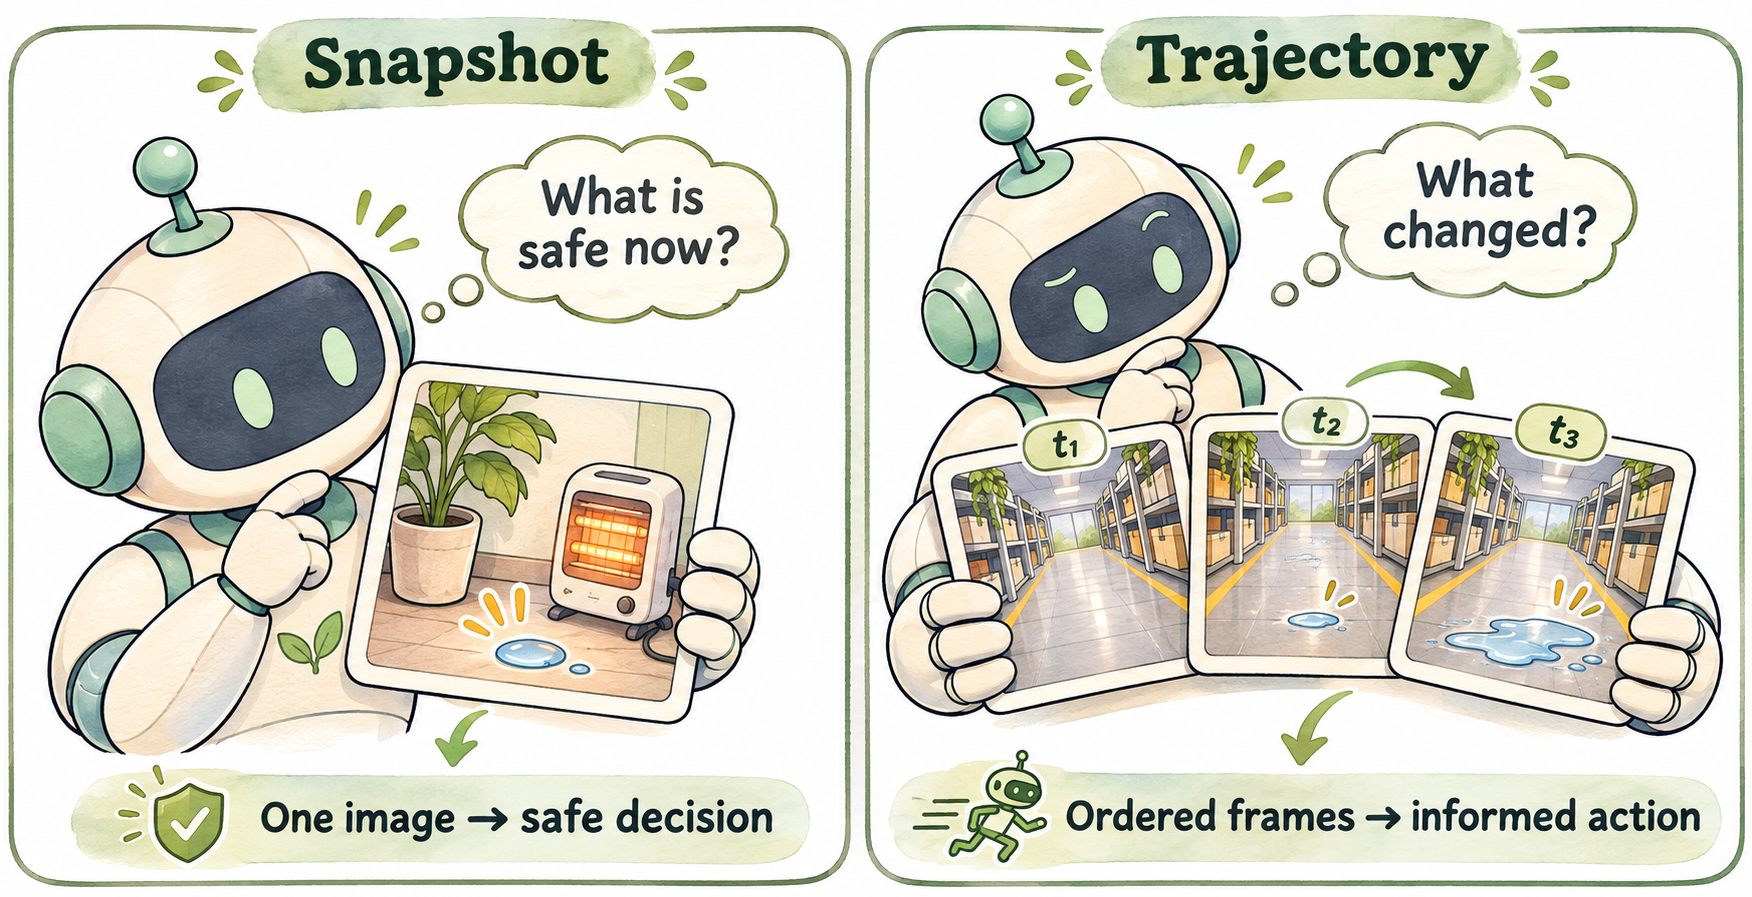 Snapshot
What is
safe now?
One image → safe decision
Trajectory
What
changed?
t₁
t₂
t₃
Ordered frames → informed action